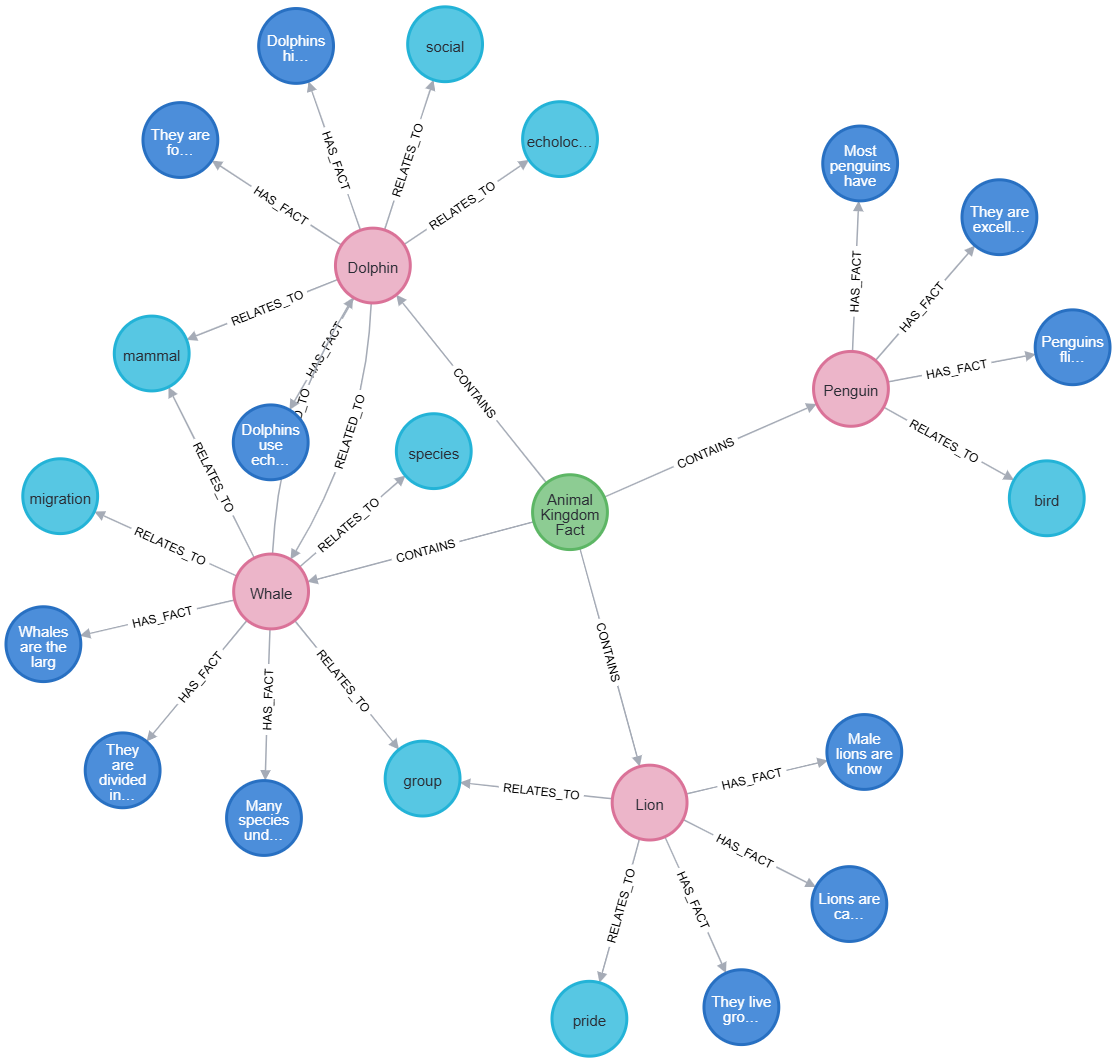 Dolphins
hi…
social
They are
fo…
echoloc…
HAS_FACT
RELATES_TO
HAS_FACT
RELATES_TO
Dolphin
Most
penguins
have
They are
excell…
HAS_FACT
HAS_FACT
Penguins
fli…
HAS_FACT
Penguin
RELATES_TO
bird
RELATES_TO
mammal
HAS_FACT
D_TO
RELATED_TO
CONTAINS
CONTAINS
Dolphins
use
ech…
species
RELATES_TO
migration
RELATES_TO
RELATES_TO
CONTAINS
Animal
Kingdom
Fact
Whale
HAS_FACT
Whales
are the
larg
HAS_FACT
HAS_FACT
RELATES_TO
CONTAINS
They
are
divided
in…
Many
species
und…
group
RELATES_TO
Lion
HAS_FACT
Male
lions are
know
HAS_FACT
Lions are
ca…
HAS_FACT
RELATES_TO
They live
gro…
pride